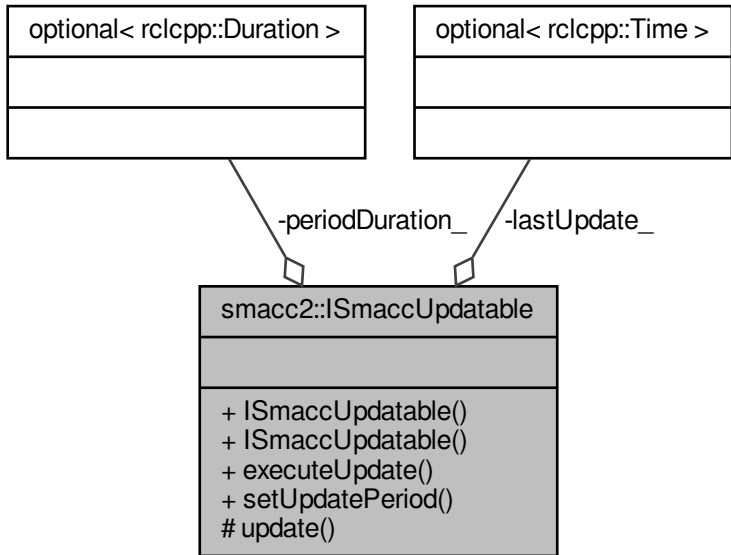 optional< rclcpp::Duration >
optional< rclcpp::Time >
-periodDuration_
-lastUpdate_
smacc2::ISmaccUpdatable
+ ISmaccUpdatable()
+ ISmaccUpdatable()
+ executeUpdate()
+ setUpdatePeriod()
# update()